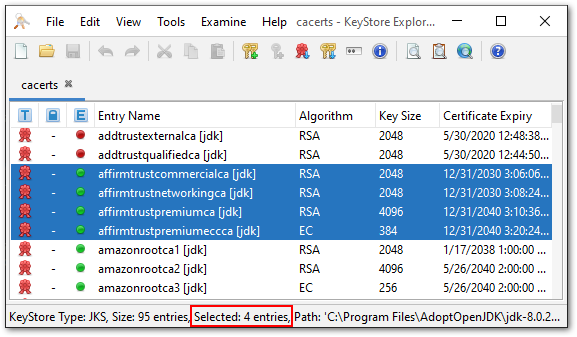 File Edit View Tools Examine Help cacerts - KeyStore Explor...
cacerts
T E Entry Name Algorithm Key Size Certificate Expiry
- addtrustexternalca [jdk] RSA 2048 5/30/2020 12:48:38...
- addtrustqualifiedca [jdk] RSA 2048 5/30/2020 12:44:50...
- affirmtrustcommercialca [jdk] RSA 2048 12/31/2030 3:06:06...
- affirmtrustnetworkingca [jdk] RSA 2048 12/31/2030 3:08:24...
- affirmtrustpremiumca [jdk] RSA 4096 12/31/2040 3:10:36...
- affirmtrustpremiumeccca [jdk] EC 384 12/31/2040 3:20:24...
- amazonrootca1 [jdk] RSA 2048 1/17/2038 1:00:00 ...
- amazonrootca2 [jdk] RSA 4096 5/26/2040 2:00:00 ...
- amazonrootca3 [jdk] EC 256 5/26/2040 2:00:00 ...
KeyStore Type: JKS, Size: 95 entries, Selected: 4 entries, Path: 'C:\Program Files\AdoptOpenJDK\jdk-8.0.2...